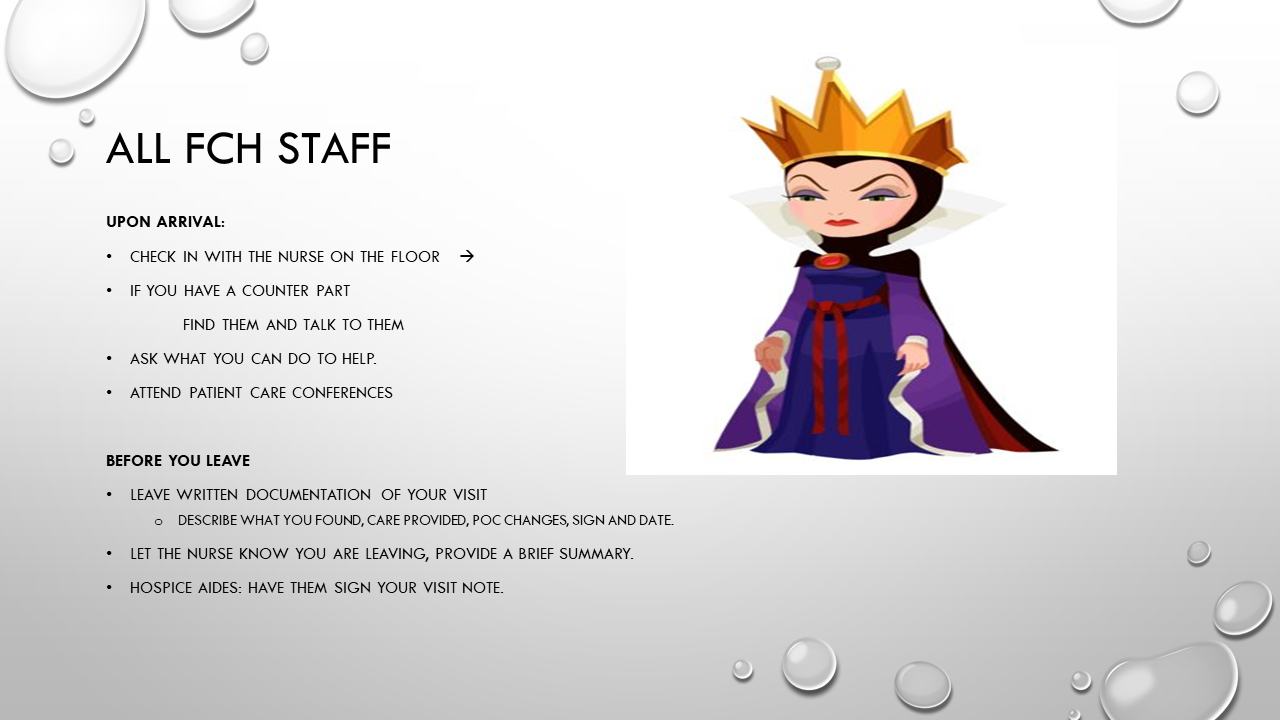 ALL FCH STAFF
UPON ARRIVAL:
• CHECK IN WITH THE NURSE ON THE FLOOR →
• IF YOU HAVE A COUNTER PART
FIND THEM AND TALK TO THEM
• ASK WHAT YOU CAN DO TO HELP.
• ATTEND PATIENT CARE CONFERENCES
BEFORE YOU LEAVE
• LEAVE WRITTEN DOCUMENTATION OF YOUR VISIT
o DESCRIBE WHAT YOU FOUND, CARE PROVIDED, POC CHANGES, SIGN AND DATE.
• LET THE NURSE KNOW YOU ARE LEAVING, PROVIDE A BRIEF SUMMARY.
• HOSPICE AIDES: HAVE THEM SIGN YOUR VISIT NOTE.